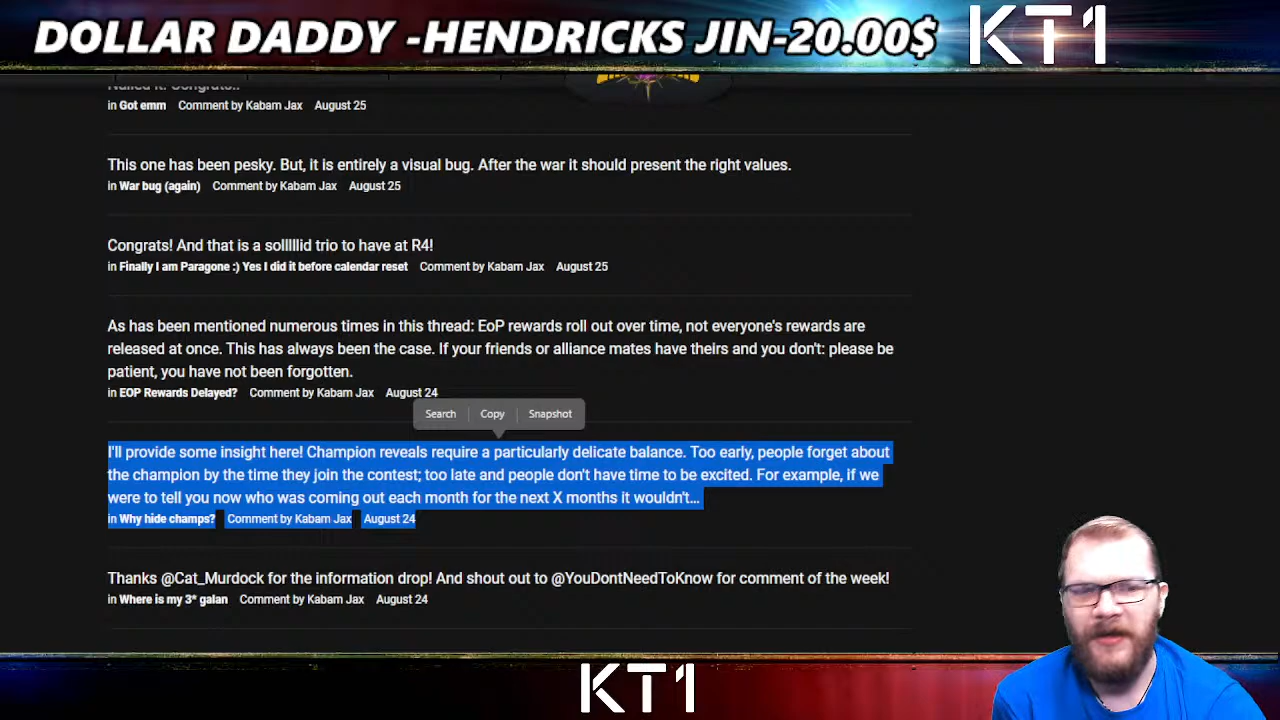 DOLLAR DADDY -HENDRICKS JIN-20.00$
KT1
Nailed it! Congrats!!
in Got emm Comment by Kabam Jax August 25
This one has been pesky. But, it is entirely a visual bug. After the war it should present the right values.
in War bug (again) Comment by Kabam Jax August 25
Congrats! And that is a sollllllid trio to have at R4!
in Finally I am Paragone :) Yes I did it before calendar reset Comment by Kabam Jax August 25
As has been mentioned numerous times in this thread: EoP rewards roll out over time, not everyone's rewards are
released at once. This has always been the case. If your friends or alliance mates have theirs and you don't: please be
patient, you have not been forgotten.
in EOP Rewards Delayed? Comment by Kabam Jax August 24
Search Copy Snapshot
I'll provide some insight here! Champion reveals require a particularly delicate balance. Too early, people forget about
the champion by the time they join the contest; too late and people don't have time to be excited. For example, if we
were to tell you now who was coming out each month for the next X months it wouldn't…
in Why hide champs? Comment by Kabam Jax August 24
Thanks @Cat_Murdock for the information drop! And shout out to @YouDontNeedToKnow for comment of the week!
in Where is my 3* galan Comment by Kabam Jax August 24
KT1